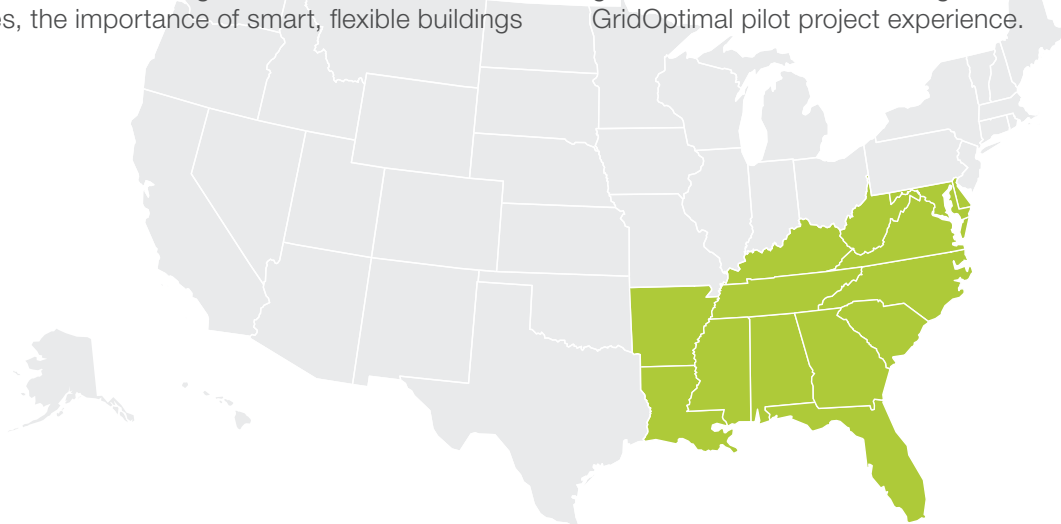 es, the importance of smart, flexible buildings
GridOptimal pilot project experience.